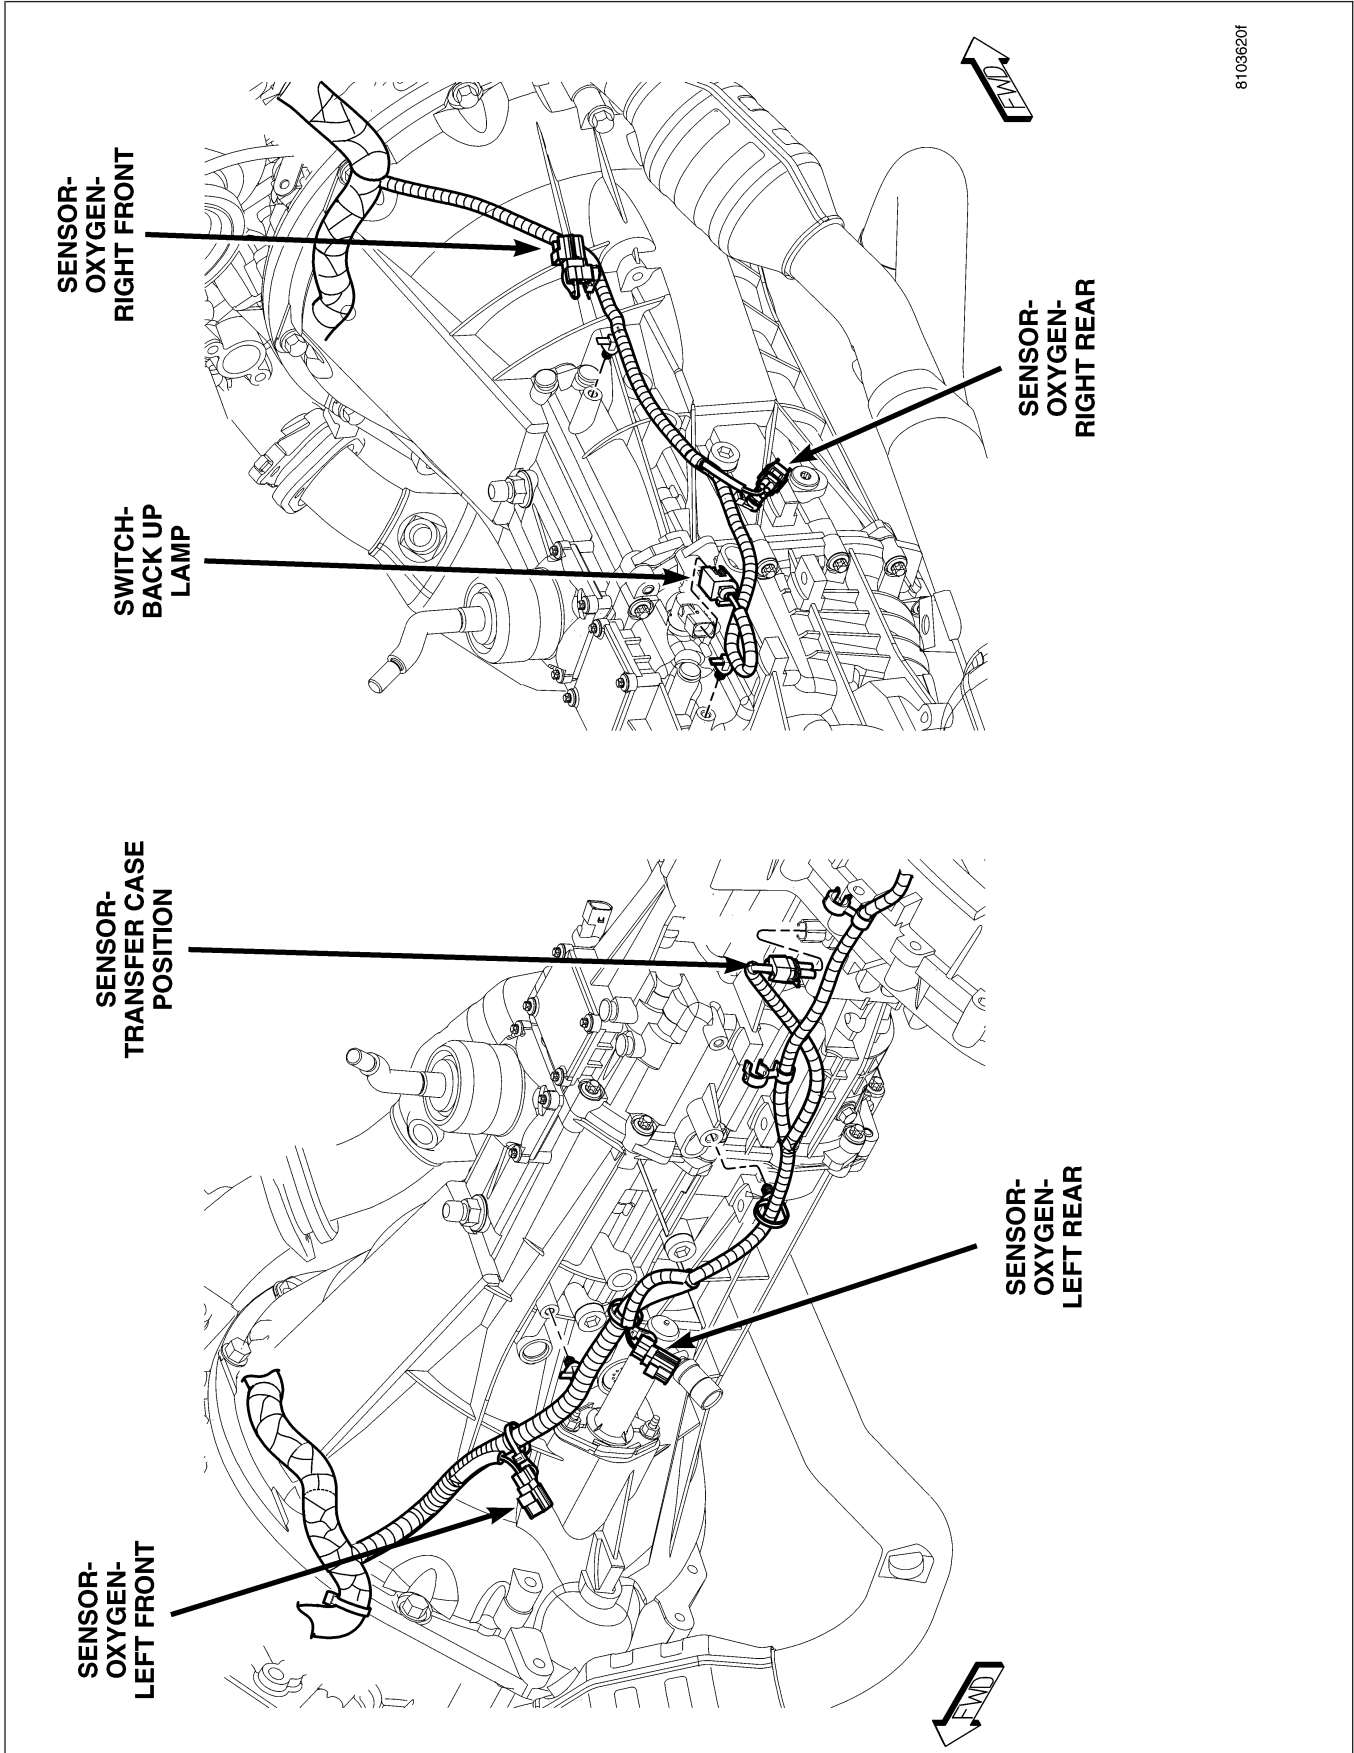 SENSOR-
OXYGEN-
LEFT FRONT
SENSOR-
TRANSFER CASE
POSITION
SENSOR-
OXYGEN-
LEFT REAR
FWD
SWITCH-
BACK UP
LAMP
SENSOR-
OXYGEN-
RIGHT FRONT
SENSOR-
OXYGEN-
RIGHT REAR
FWD
8103620f